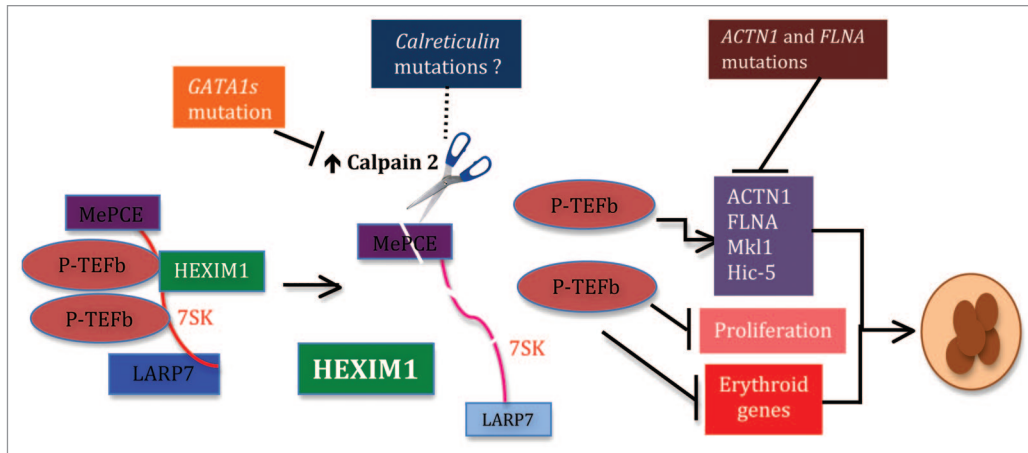 Calreticulin
mutations ?
ACTN1 and FLNA
mutations
GATA1s
mutation
Calpain 2
MePCE
P-TEFb
HEXIM1
P-TEFb
7SK
LARP7
MePCE
HEXIM1
7SK
LARP7
P-TEFb
P-TEFb
ACTN1
FLNA
Mkl1
Hic-5
Proliferation
Erythroid
genes